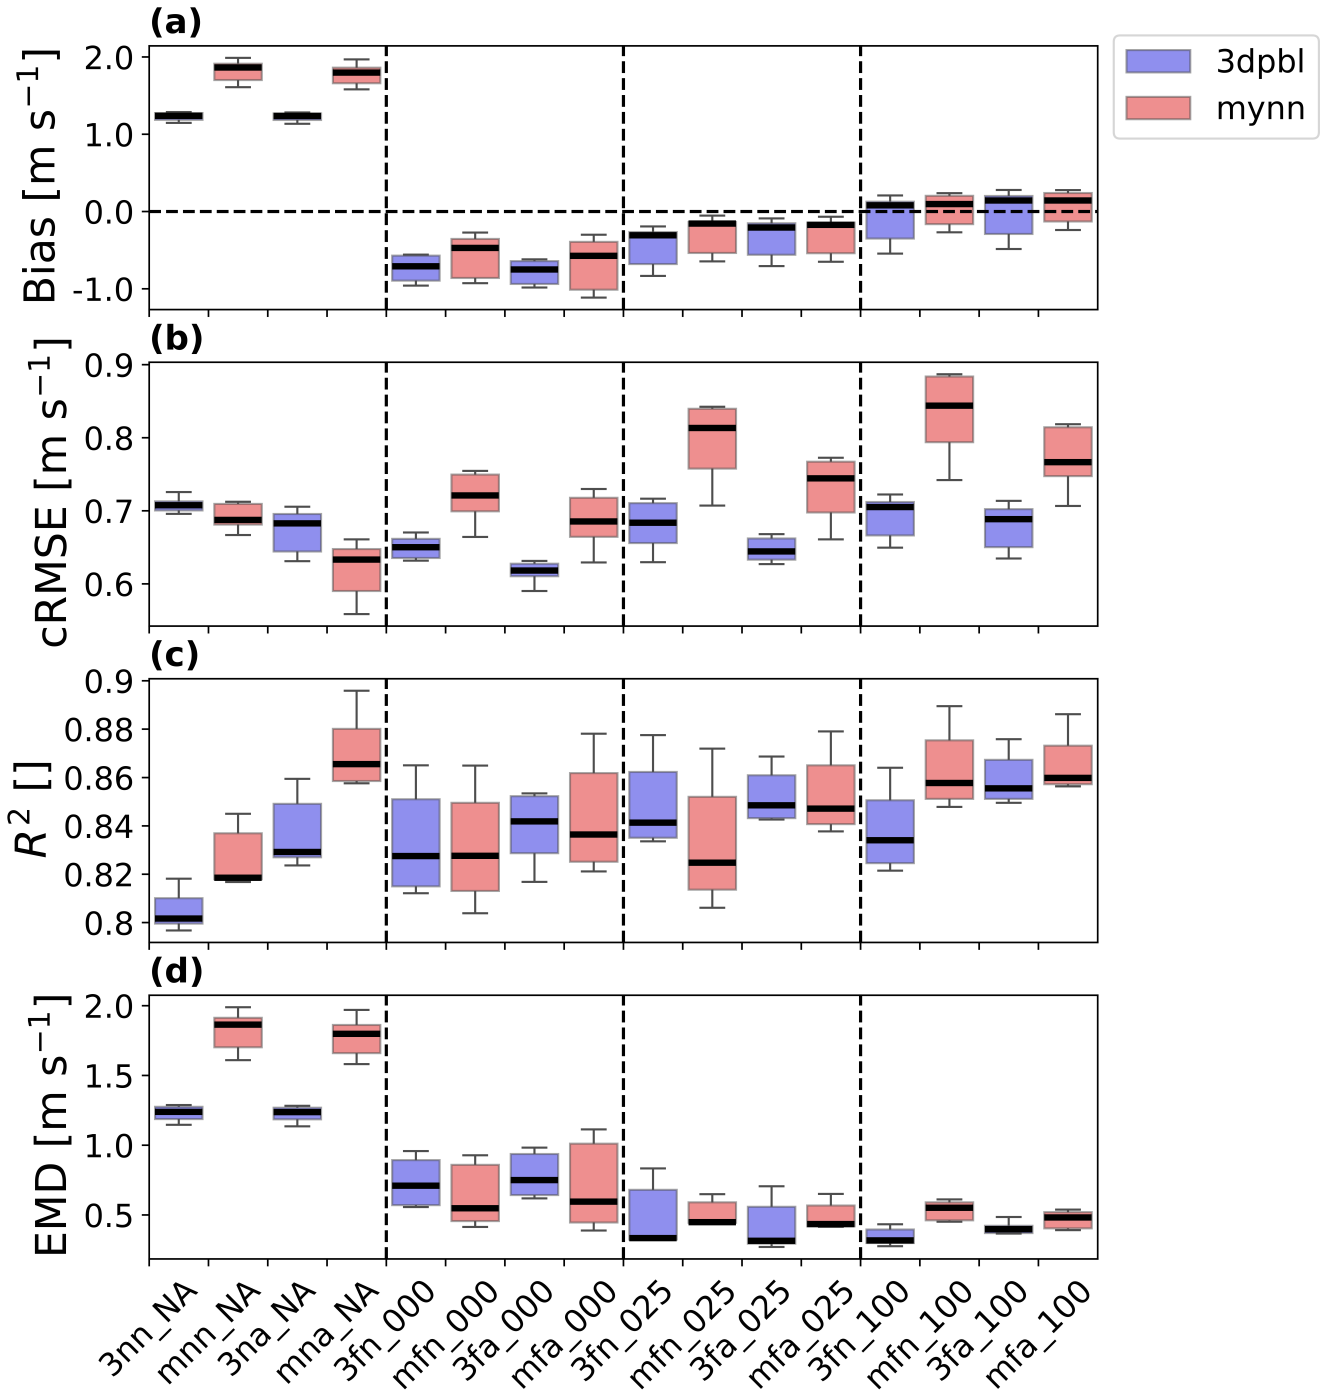 (a)
Bias [m s⁻¹]
2.0
1.0
0.0
-1.0
3dpbl
mynn
(b)
cRMSE [m s⁻¹]
0.9
0.8
0.7
0.6
(c)
R² []
0.9
0.88
0.86
0.84
0.82
0.8
(d)
EMD [m s⁻¹]
2.0
1.5
1.0
0.5
3nn_NA
mnn_NA
3na_NA
mna_NA
3fn_000
mfn_000
3fa_000
mfa_000
3fn_025
mfn_025
3fa_025
mfa_025
3fn_100
mfn_100
3fa_100
mfa_100